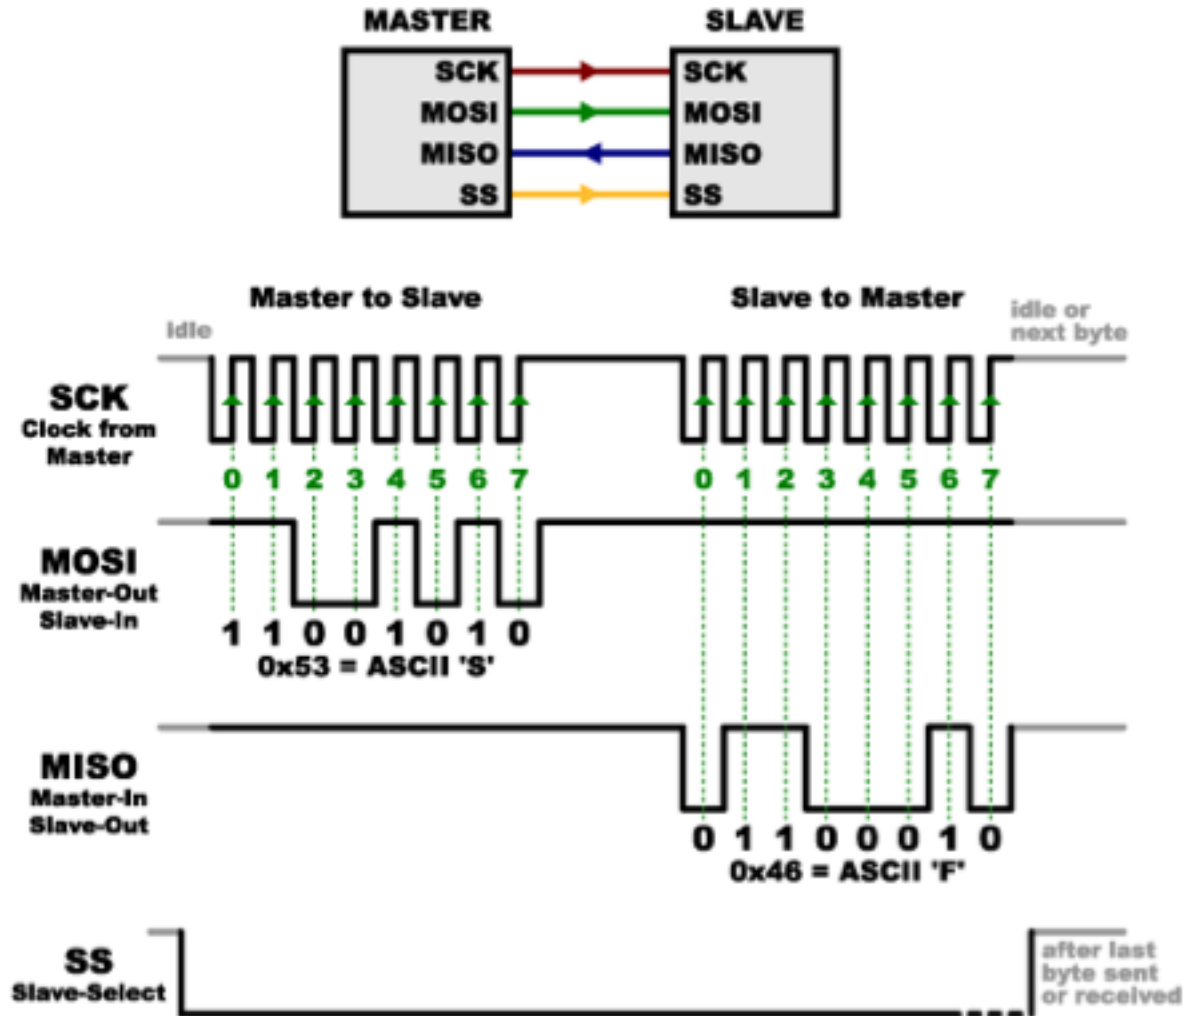 MASTER SLAVE
SCK SCK
MOSI MOSI
MISO MISO
SS SS
Master to Slave Slave to Master
idle
idle or
next byte
SCK
Clock from
Master
0 1 2 3 4 5 6 7 0 1 2 3 4 5 6 7
MOSI
Master-Out
Slave-In
1 1 0 0 1 0 1 0
0x53 = ASCII 'S'
MISO
Master-In
Slave-Out
0 1 1 0 0 0 1 0
0x46 = ASCII 'F'
SS
Slave-Select
after last
byte sent
or received